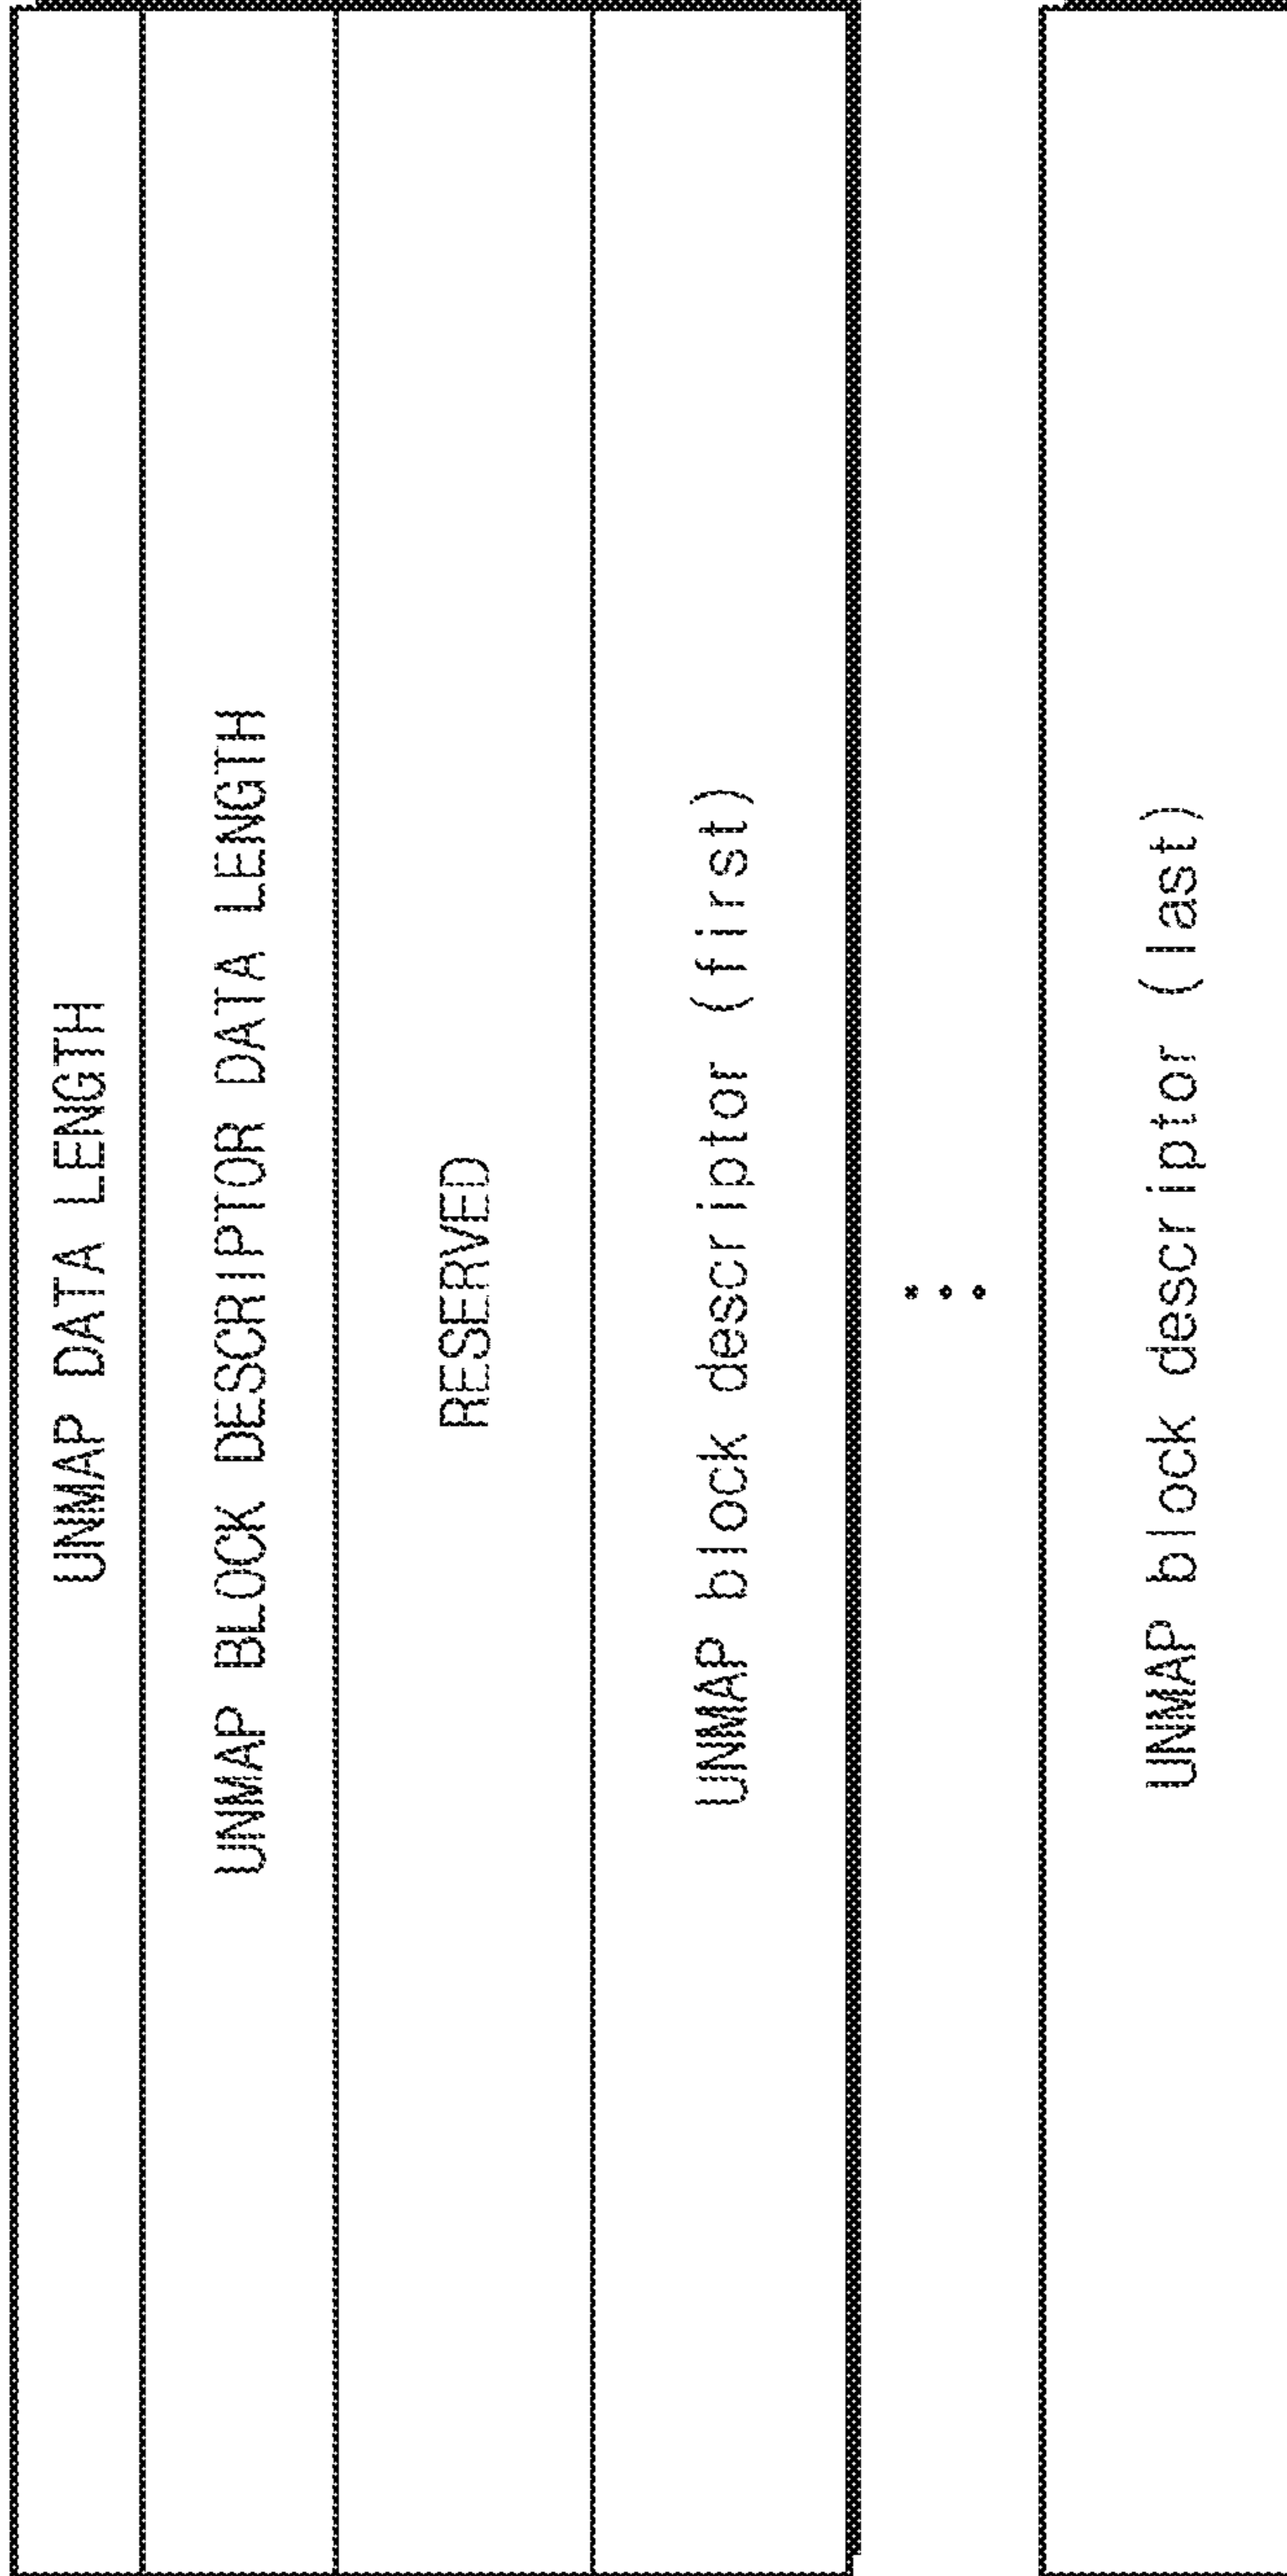 UNMAP DATA LENGTH
UNMAP BLOCK DESCRIPTOR DATA LENGTH
RESERVED
UNMAP block descriptor (first)
...
UNMAP block descriptor (last)